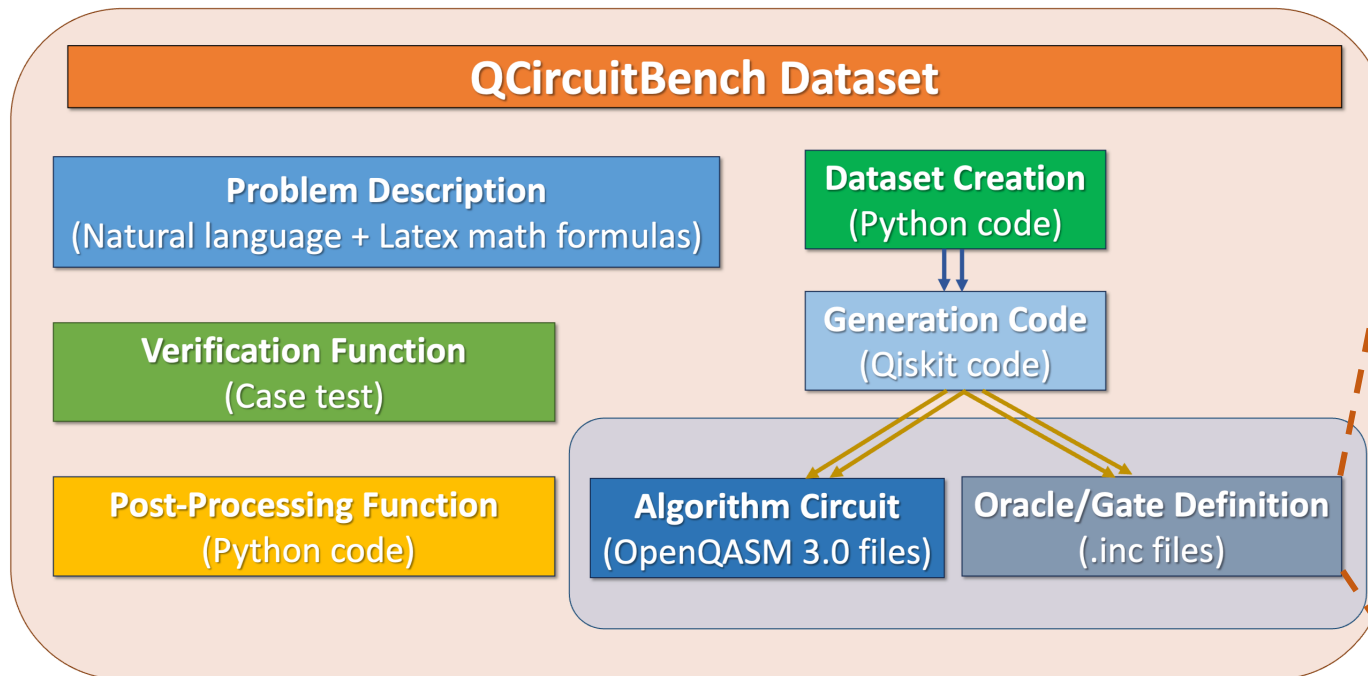 QCircuitBench Dataset
Problem Description
(Natural language + Latex math formulas)
Dataset Creation
(Python code)
Verification Function
(Case test)
Generation Code
(Qiskit code)
Post-Processing Function
(Python code)
Algorithm Circuit
(OpenQASM 3.0 files)
Oracle/Gate Definition
(.inc files)